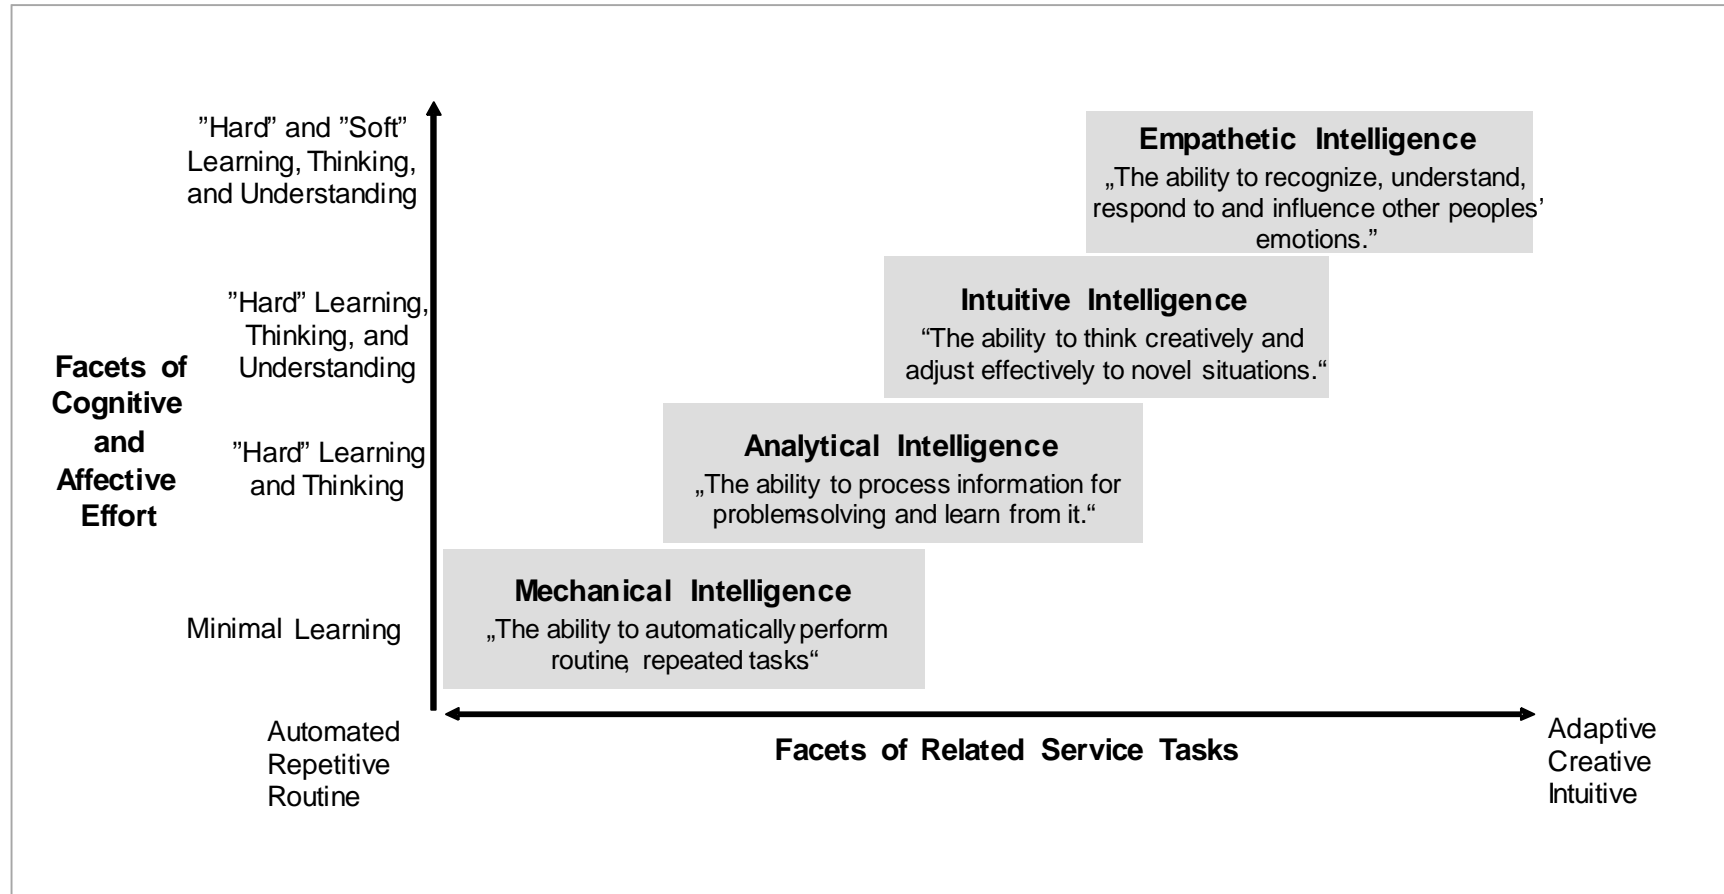 ”Hard” and ”Soft”
Learning, Thinking,
and Understanding
”Hard” Learning,
Thinking, and
Understanding
Facets of
Cognitive
and
Affective
Effort
”Hard” Learning
and Thinking
Minimal Learning
Empathetic Intelligence
„The ability to recognize, understand,
respond to and influence other peoples’
emotions.”
Intuitive Intelligence
“The ability to think creatively and
adjust effectively to novel situations.“
Analytical Intelligence
„The ability to process information for
problem-solving and learn from it.“
Mechanical Intelligence
„The ability to automatically perform
routine, repeated tasks“
Automated
Repetitive
Routine
Facets of Related Service Tasks
Adaptive
Creative
Intuitive